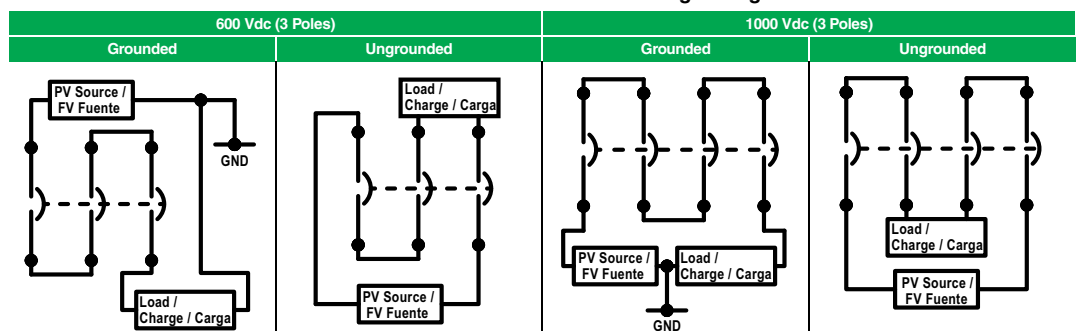 600 Vdc (3 Poles)
1000 Vdc (3 Poles)
Grounded
Ungrounded
Grounded
Ungrounded
PV Source /
FV Fuente
GND
Load /
Charge / Carga
Load /
Charge / Carga
PV Source /
FV Fuente
PV Source /
FV Fuente
Load /
Charge / Carga
GND
Load /
Charge / Carga
PV Source /
FV Fuente